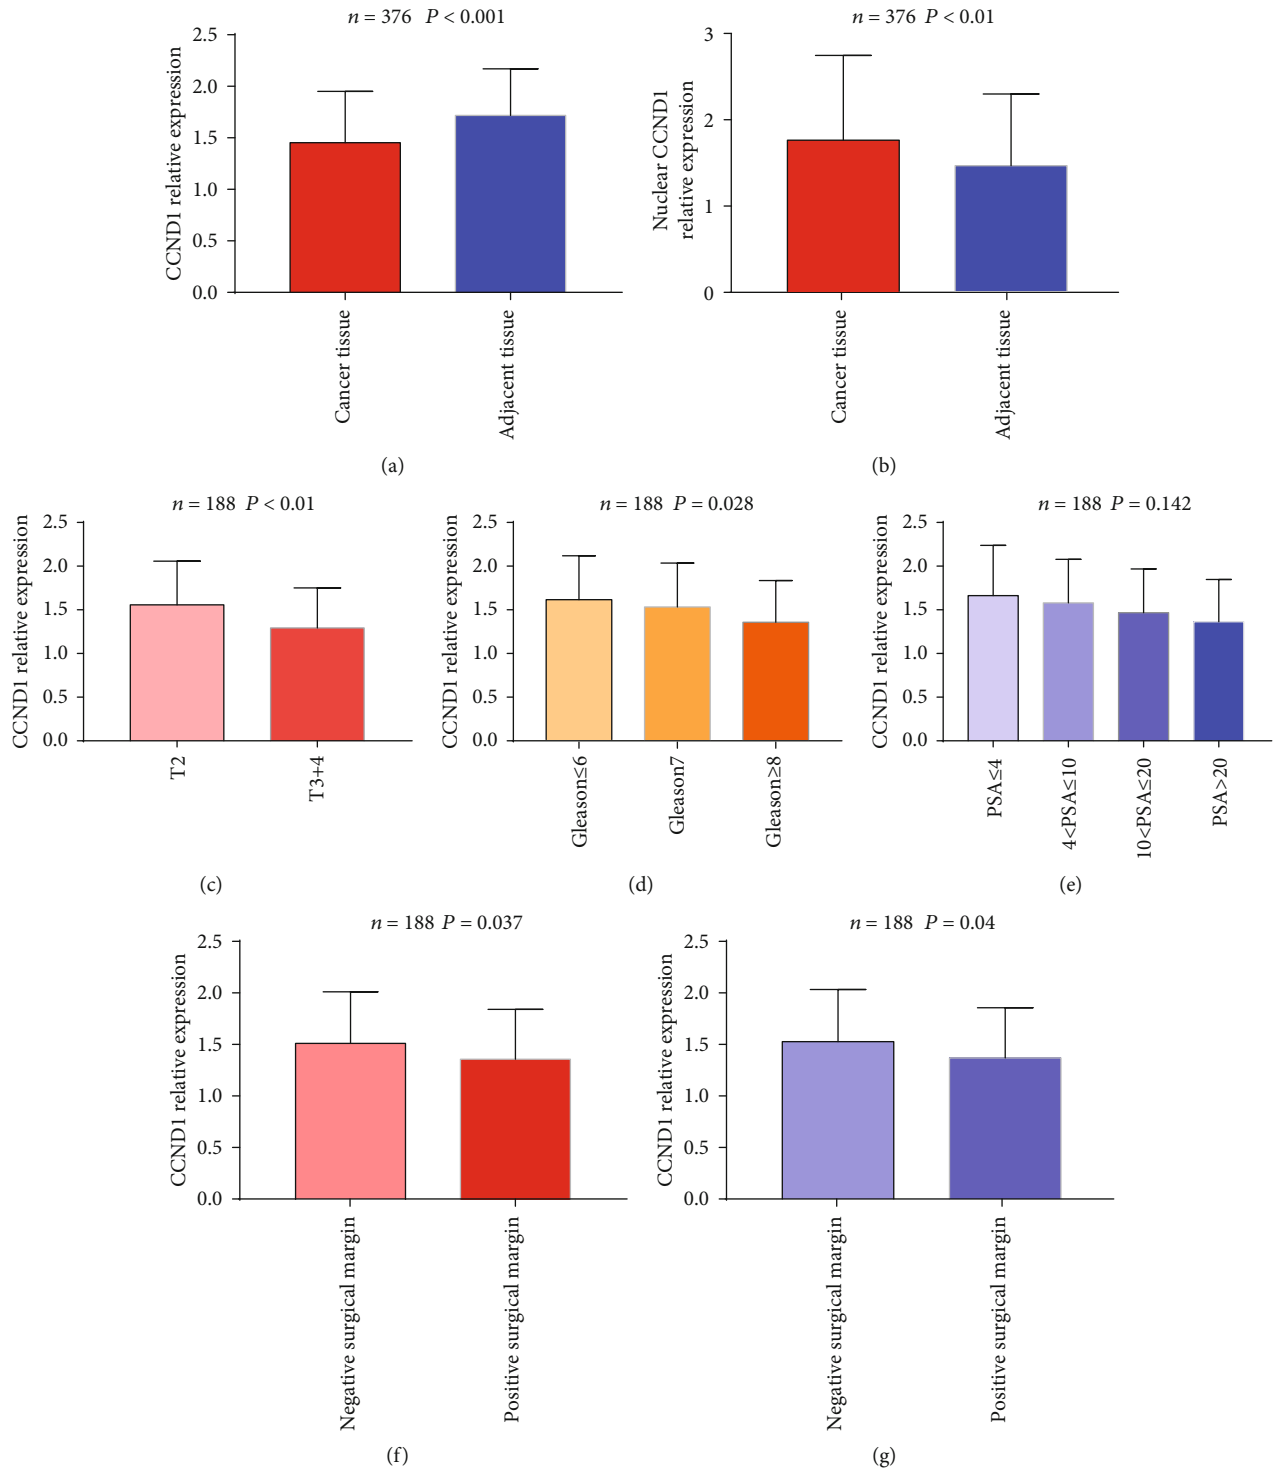 n = 376 P < 0.001
CCND1 relative expression
2.5
2.0
1.5
1.0
0.5
0.0
Cancer tissue
Adjacent tissue
(a)
n = 376 P < 0.01
Nuclear CCND1
relative expression
3
2
1
0
Cancer tissue
Adjacent tissue
(b)
n = 188 P < 0.01
CCND1 relative expression
2.5
2.0
1.5
1.0
0.5
0.0
T2
T3+4
(c)
n = 188 P = 0.028
CCND1 relative expression
2.5
2.0
1.5
1.0
0.5
0.0
Gleason≤6
Gleason7
Gleason≥8
(d)
n = 188 P = 0.142
CCND1 relative expression
2.5
2.0
1.5
1.0
0.5
0.0
PSA≤4
4<PSA≤10
10<PSA≤20
PSA>20
(e)
n = 188 P = 0.037
CCND1 relative expression
2.5
2.0
1.5
1.0
0.5
0.0
Negative surgical margin
Positive surgical margin
(f)
n = 188 P = 0.04
CCND1 relative expression
2.5
2.0
1.5
1.0
0.5
0.0
Negative surgical margin
Positive surgical margin
(g)